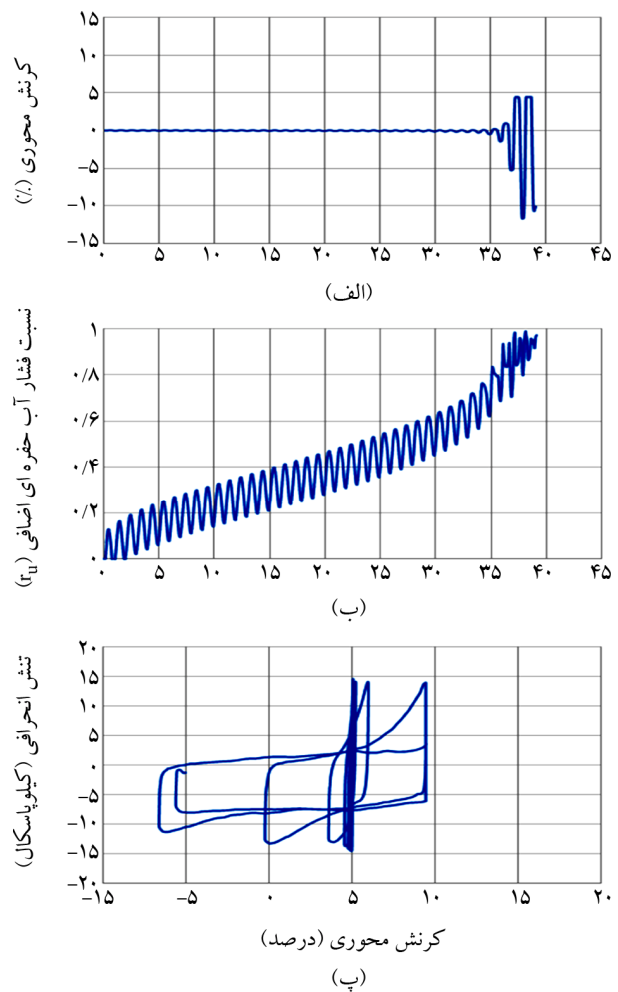 کرنش محوری (٪)
۱۵
۱۰
۵
۰
−۵
−۱۰
−۱۵
۰ ۵ ۱۰ ۱۵ ۲۰ ۲۵ ۳۰ ۳۵ ۴۰ ۴۵
(الف)
نسبت فشار آب حفره ای اضافی (ru)
۱
۰/۸
۰/۶
۰/۴
۰/۲
۰
۰ ۵ ۱۰ ۱۵ ۲۰ ۲۵ ۳۰ ۳۵ ۴۰ ۴۵
(ب)
تنش انحرافی (کیلوپاسکال)
۲۰
۱۵
۱۰
۵
۰
−۵
−۱۰
−۱۵
−۲۰
−۱۵ −۵ ۰ ۵ ۱۰ ۱۵ ۲۰
کرنش محوری (درصد)
(پ)